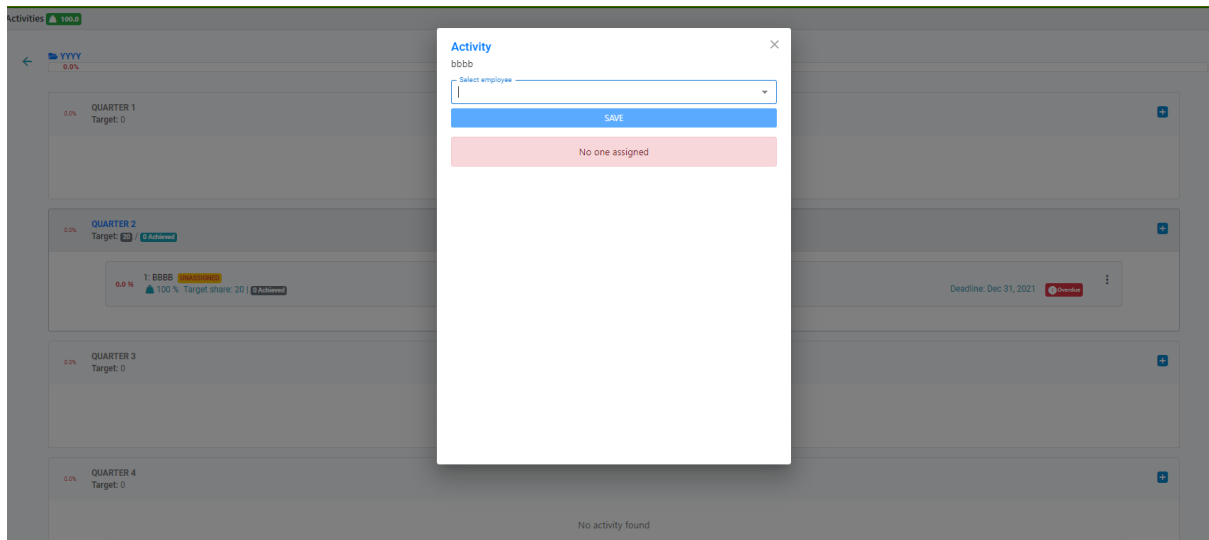 Activities 100.0
YYYY
0.0%
Activity
bbbb
Select employee
SAVE
No one assigned
0.0% QUARTER 1
Target: 0
0.0% QUARTER 2
Target: 20 / 0 Achieved
0.0 % 1: BBBB UNASSIGNED
100 % Target share: 20 | 0 Achieved
Deadline: Dec 31, 2021 Overdue
0.0% QUARTER 3
Target: 0
0.0% QUARTER 4
Target: 0
No activity found